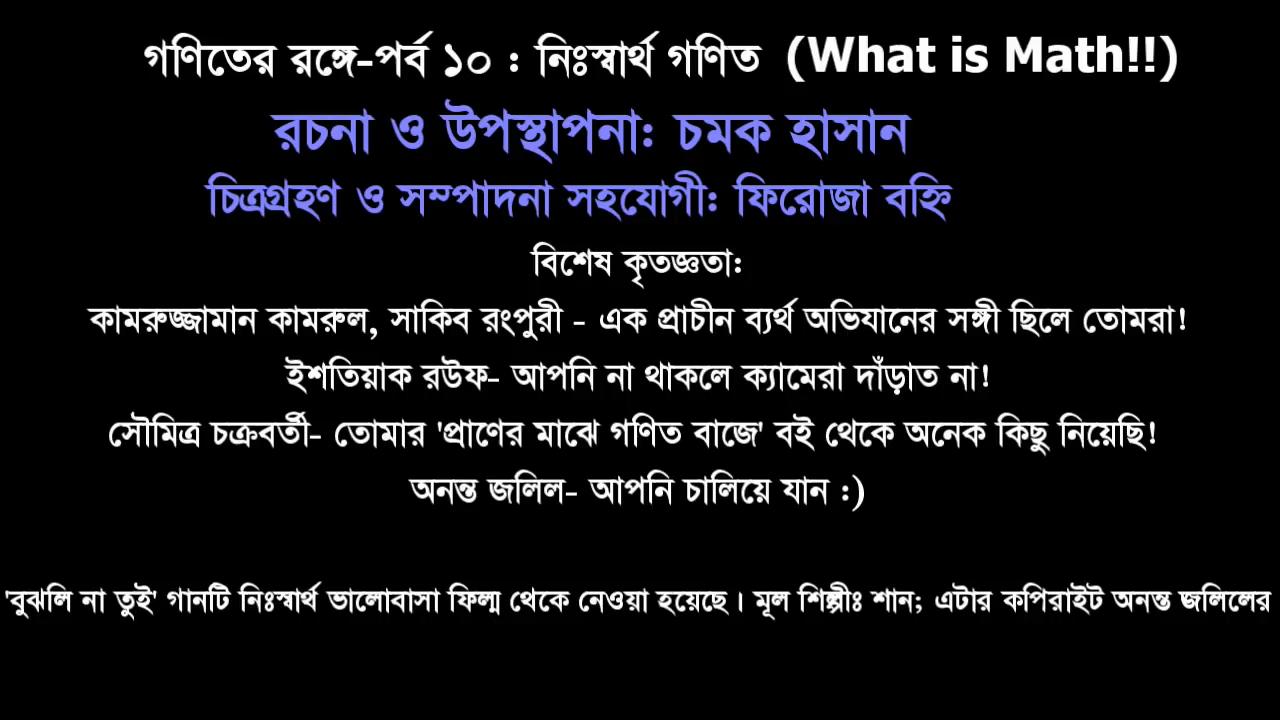 গণিতের রঙ্গে-পর্ব ১০ : নিঃস্বার্থ গণিত (What is Math!!)
রচনা ও উপস্থাপনা: চমক হাসান
চিত্রগ্রহণ ও সম্পাদনা সহযোগী: ফিরোজা বহ্নি
বিশেষ কৃতজ্ঞতা:
কামরুজ্জামান কামরুল, সাকিব রংপুরী - এক প্রাচীন ব্যর্থ অভিযানের সঙ্গী ছিলে তোমরা!
ইশতিয়াক রউফ- আপনি না থাকলে ক্যামেরা দাঁড়াত না!
সৌমিত্র চক্রবর্তী- তোমার 'প্রাণের মাঝে গণিত বাজে' বই থেকে অনেক কিছু নিয়েছি!
অনন্ত জলিল- আপনি চালিয়ে যান :)
'বুঝলি না তুই' গানটি নিঃস্বার্থ ভালোবাসা ফিল্ম থেকে নেওয়া হয়েছে। মূল শিল্পীঃ শান; এটার কপিরাইট অনন্ত জলিলের